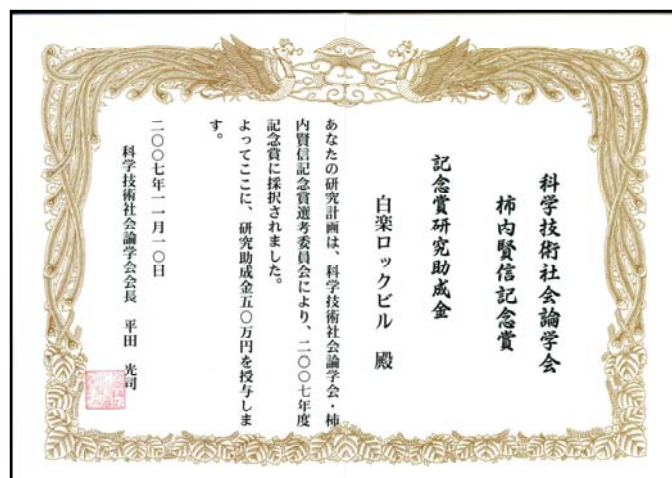 科学技術社会論学会
柿内賢信記念賞
記念賞研究助成金
白楽ロックビル　殿
あなたの研究計画は、科学技術社会論学会・柿
内賢信記念賞選考委員会により、二〇〇七年度
記念賞に採択されました。
よってここに、研究助成金五〇万円を授与しま
す。
二〇〇七年一一月一〇日
科学技術社会論学会会長　平田　光司